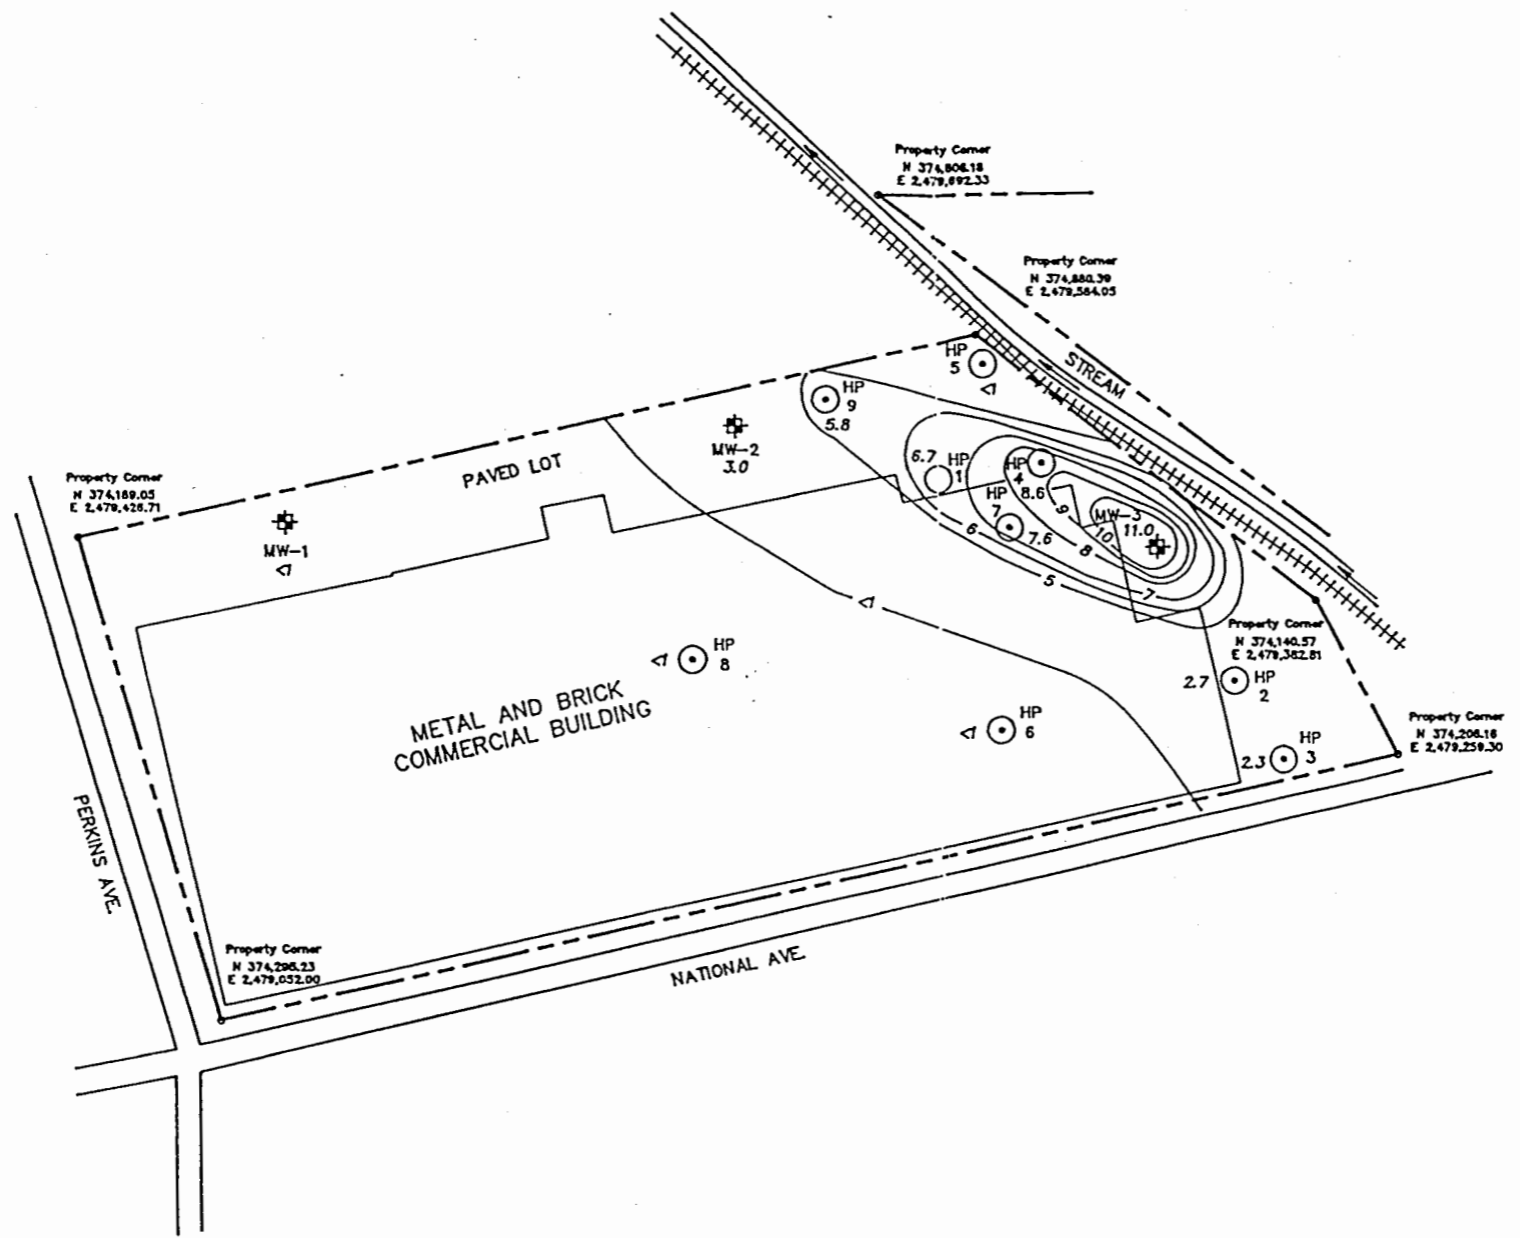 Property Corner
N 374,806.18
E 2,479,692.33
Property Corner
N 374,880.39
E 2,479,584.05
STREAM
HP
5
<1
HP
9
5.8
MW-2
3.0
PAVED LOT
Property Corner
N 374,189.05
E 2,479,428.71
MW-1
<1
6.7
HP
1
HP
4
8.6
HP
7
7.6
MW-3
11.0
9
10
8
7
6
5
<1
Property Corner
N 374,140.57
E 2,479,382.81
2.7
HP
2
HP
8
<1
METAL AND BRICK
COMMERCIAL BUILDING
HP
6
<1
HP
3
2.3
Property Corner
N 374,206.16
E 2,479,259.30
PERKINS AVE.
Property Corner
N 374,296.23
E 2,479,052.00
NATIONAL AVE.